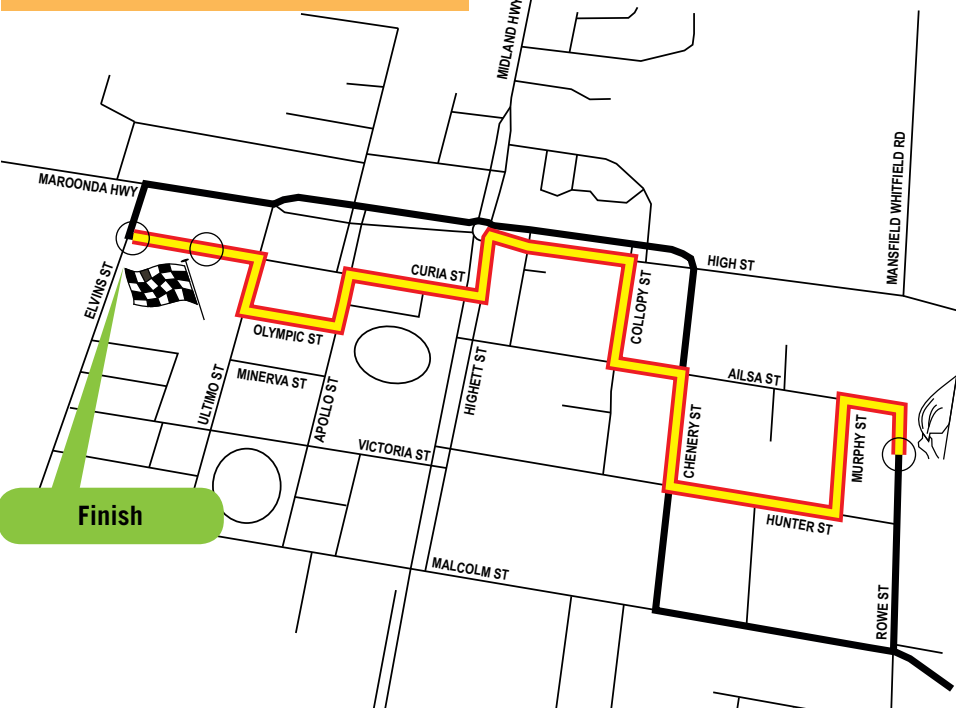 MIDLAND HWY
MANSFIELD WHITFIELD RD
MAROONDA HWY
HIGH ST
CURIA ST
ELVINS ST
COLLOPY ST
OLYMPIC ST
MINERVA ST
AILSA ST
HIGHETT ST
ULTIMO ST
APOLLO ST
CHENERY ST
MURPHY ST
VICTORIA ST
Finish
HUNTER ST
MALCOLM ST
ROWE ST